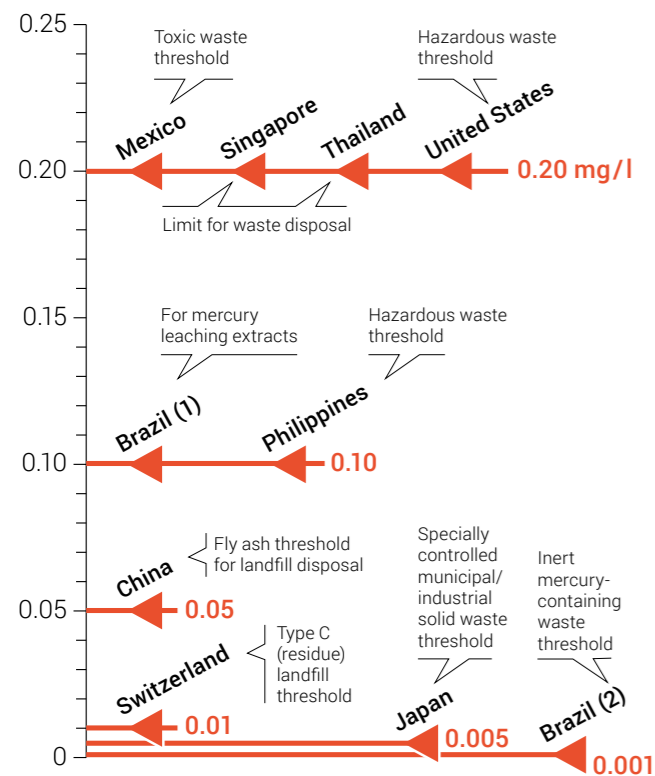 0.25
Toxic waste
threshold
Hazardous waste
threshold
Mexico
Singapore
Thailand
United States
0.20
0.20 mg/l
Limit for waste disposal
0.15
For mercury
leaching extracts
Hazardous waste
threshold
Brazil (1)
Philippines
0.10
0.10
China
Fly ash threshold
for landfill disposal
0.05
0.05
Specially
controlled
municipal/
industrial
solid waste
threshold
Inert
mercury-
containing
waste
threshold
Switzerland
Type C
(residue)
landfill
threshold
0.01
Japan
0.005
Brazil (2)
0.001
0